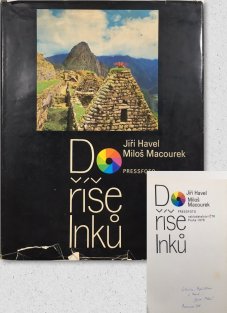 Jiří Havel
Miloš Macourek
PRESSFOTO
Do
říše
Inků
Jiří Havel
Miloš Macourek
PRESSFOTO
Do
říše
Inků